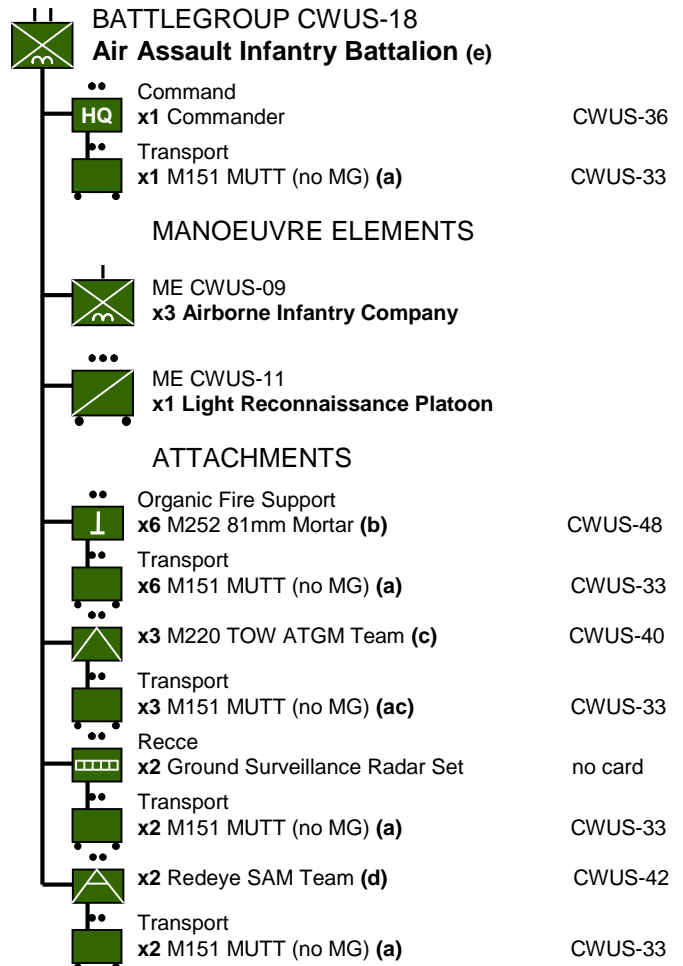 BATTLEGROUP CWUS-18
Air Assault Infantry Battalion (e)
Command
HQ x1 Commander CWUS-36
Transport
x1 M151 MUTT (no MG) (a) CWUS-33
MANOEUVRE ELEMENTS
ME CWUS-09
x3 Airborne Infantry Company
ME CWUS-11
x1 Light Reconnaissance Platoon
ATTACHMENTS
Organic Fire Support
x6 M252 81mm Mortar (b) CWUS-48
Transport
x6 M151 MUTT (no MG) (a) CWUS-33
x3 M220 TOW ATGM Team (c) CWUS-40
Transport
x3 M151 MUTT (no MG) (ac) CWUS-33
Recce
x2 Ground Surveillance Radar Set no card
Transport
x2 M151 MUTT (no MG) (a) CWUS-33
x2 Redeye SAM Team (d) CWUS-42
Transport
x2 M151 MUTT (no MG) (a) CWUS-33